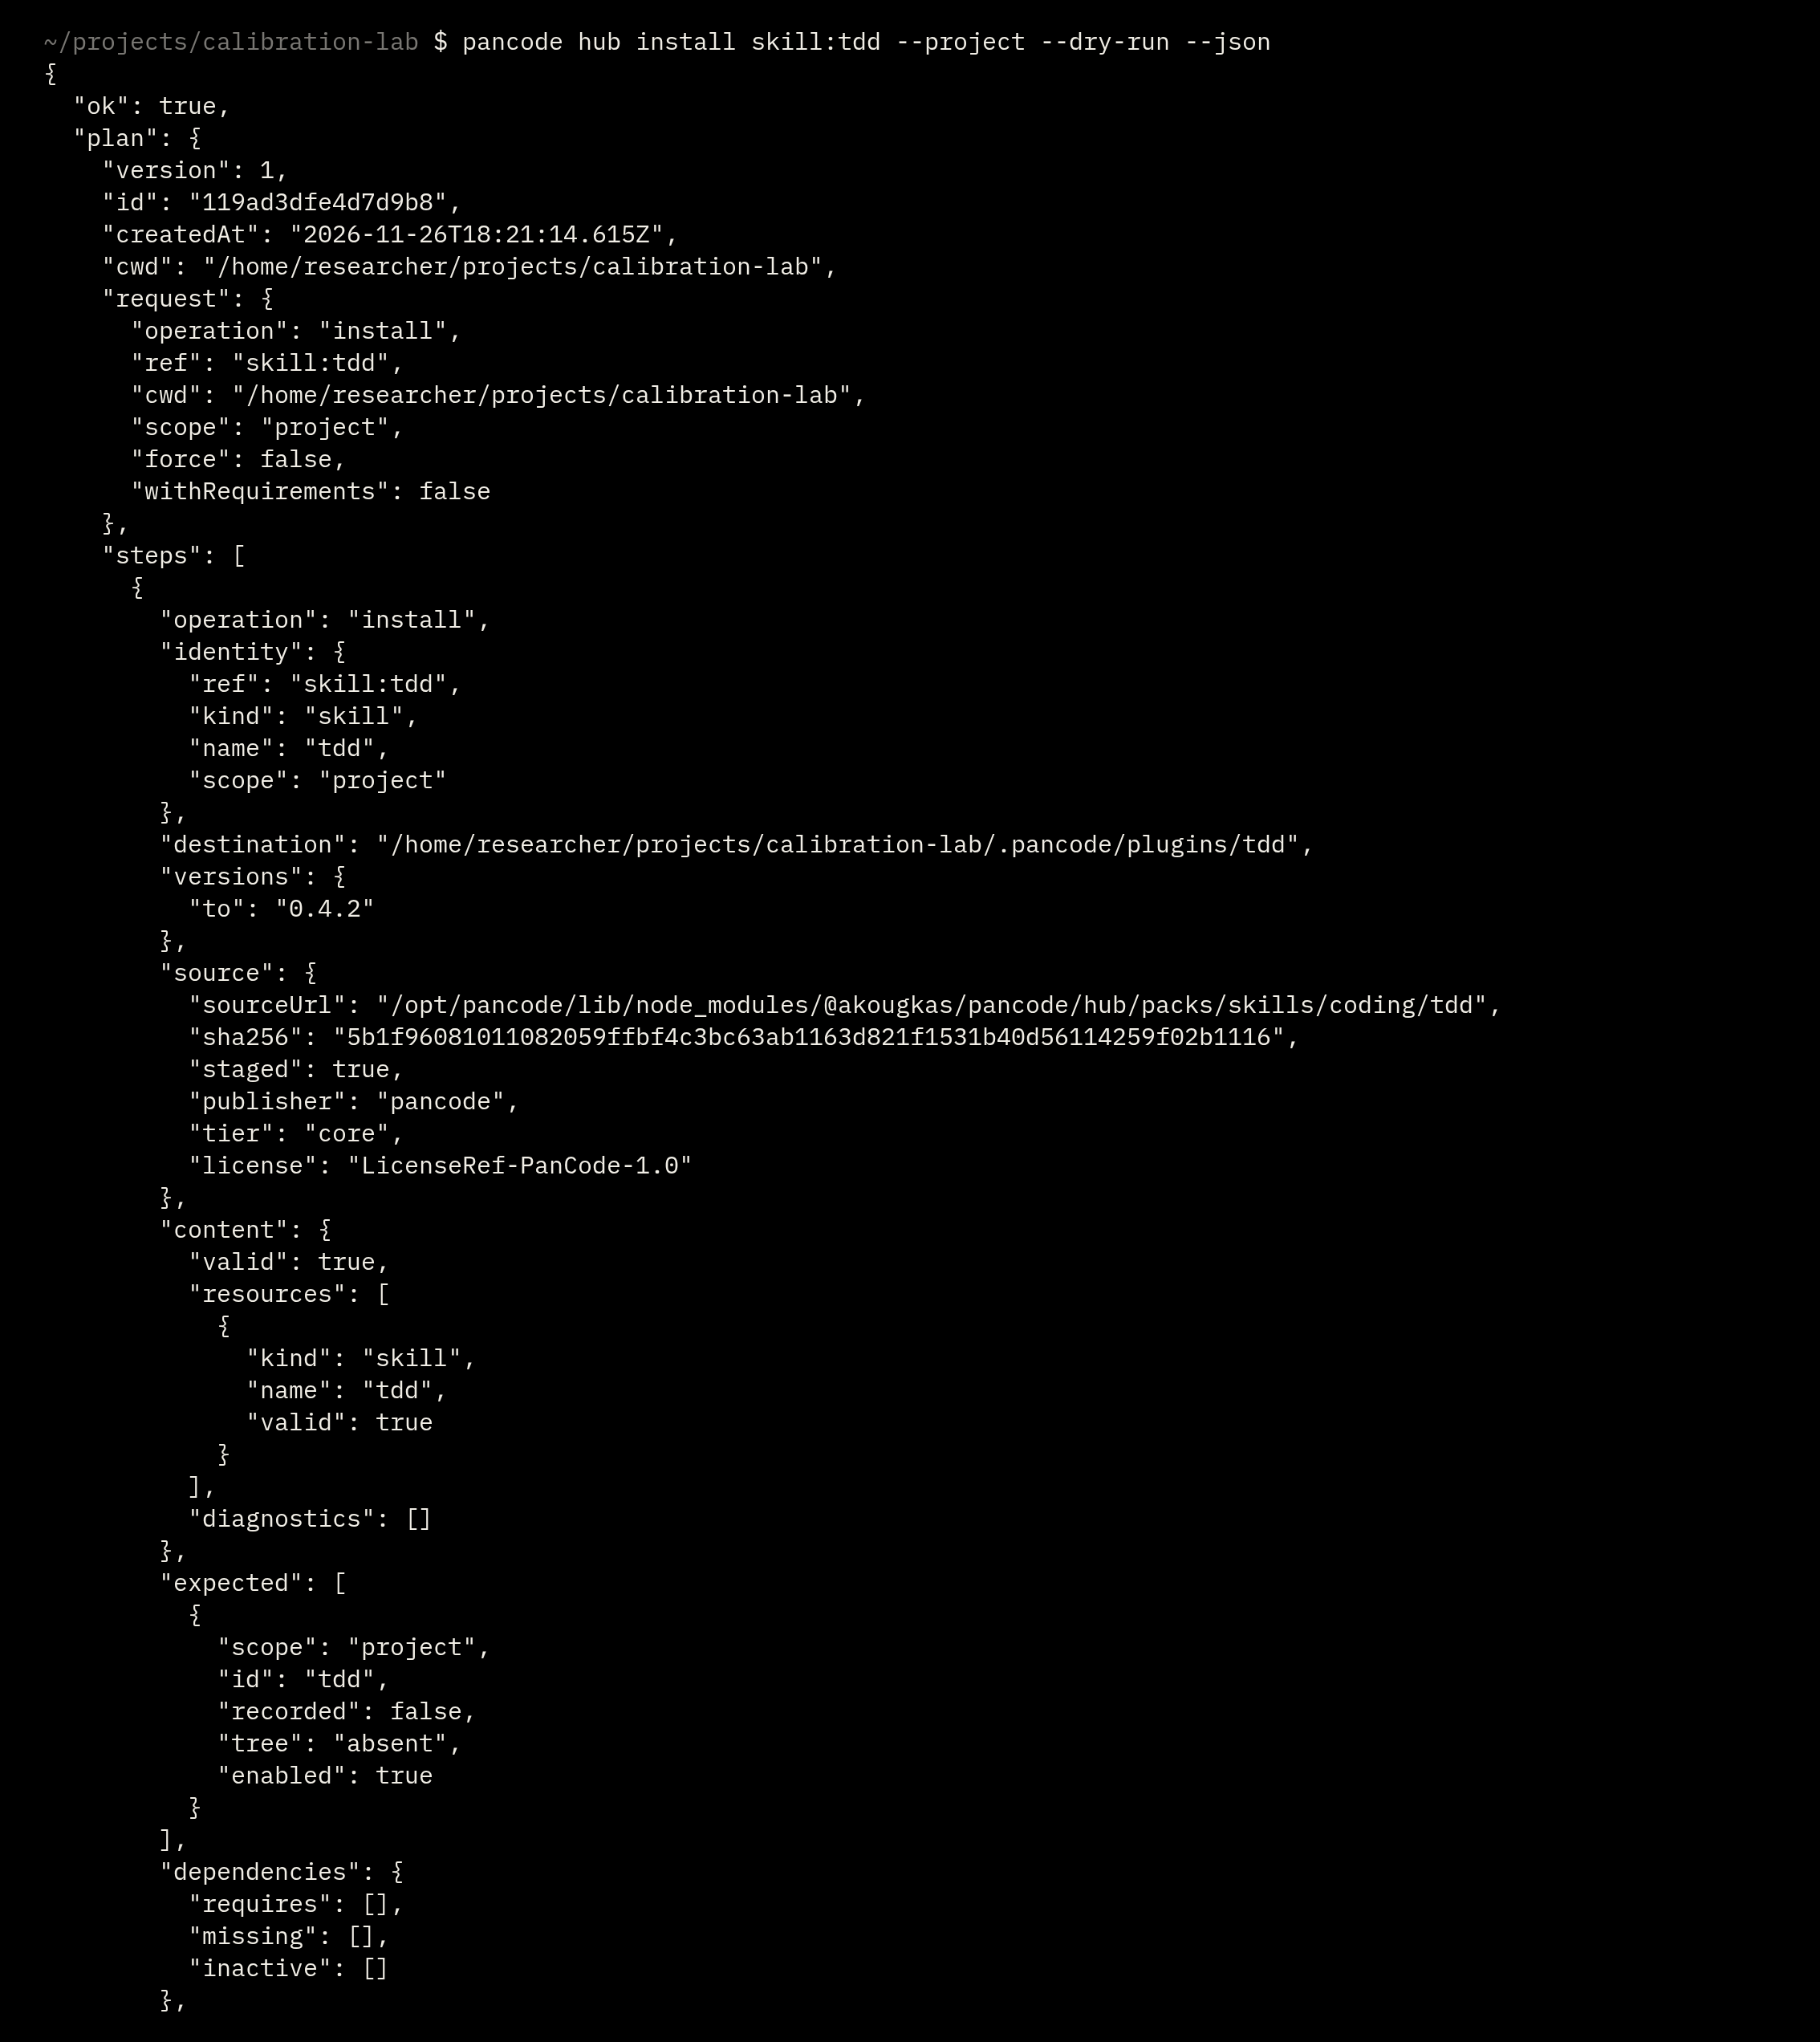 ~/projects/calibration-lab $ pancode hub install skill:tdd --project --dry-run --json
{
  "ok": true,
  "plan": {
    "version": 1,
    "id": "119ad3dfe4d7d9b8",
    "createdAt": "2026-11-26T18:21:14.615Z",
    "cwd": "/home/researcher/projects/calibration-lab",
    "request": {
      "operation": "install",
      "ref": "skill:tdd",
      "cwd": "/home/researcher/projects/calibration-lab",
      "scope": "project",
      "force": false,
      "withRequirements": false
    },
    "steps": [
      {
        "operation": "install",
        "identity": {
          "ref": "skill:tdd",
          "kind": "skill",
          "name": "tdd",
          "scope": "project"
        },
        "destination": "/home/researcher/projects/calibration-lab/.pancode/plugins/tdd",
        "versions": {
          "to": "0.4.2"
        },
        "source": {
          "sourceUrl": "/opt/pancode/lib/node_modules/@akougkas/pancode/hub/packs/skills/coding/tdd",
          "sha256": "5b1f96081011082059ffbf4c3bc63ab1163d821f1531b40d56114259f02b1116",
          "staged": true,
          "publisher": "pancode",
          "tier": "core",
          "license": "LicenseRef-PanCode-1.0"
        },
        "content": {
          "valid": true,
          "resources": [
            {
              "kind": "skill",
              "name": "tdd",
              "valid": true
            }
          ],
          "diagnostics": []
        },
        "expected": [
          {
            "scope": "project",
            "id": "tdd",
            "recorded": false,
            "tree": "absent",
            "enabled": true
          }
        ],
        "dependencies": {
          "requires": [],
          "missing": [],
          "inactive": []
        },